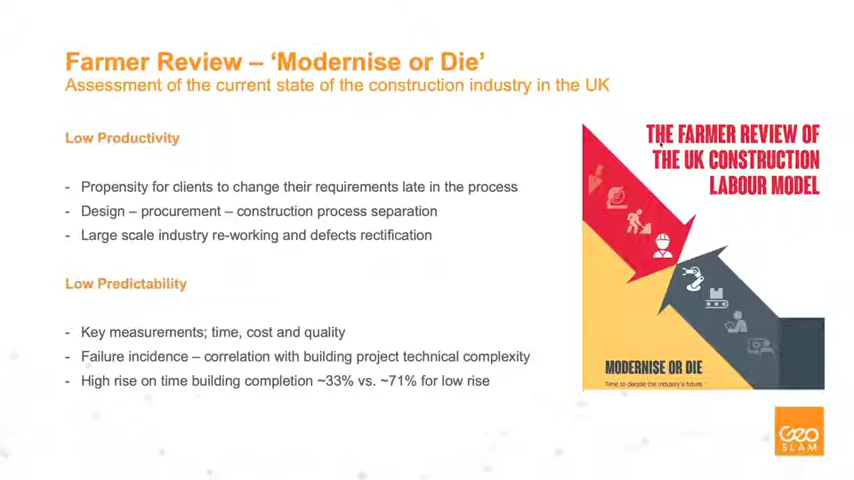 Farmer Review – ‘Modernise or Die’
Assessment of the current state of the construction industry in the UK
Low Productivity
- Propensity for clients to change their requirements late in the process
- Design – procurement – construction process separation
- Large scale industry re-working and defects rectification
Low Predictability
- Key measurements; time, cost and quality
- Failure incidence – correlation with building project technical complexity
- High rise on time building completion ~33% vs. ~71% for low rise
THE FARMER REVIEW OF
THE UK CONSTRUCTION
LABOUR MODEL
MODERNISE OR DIE
Time to decide the industry's future
GEO
SLAM